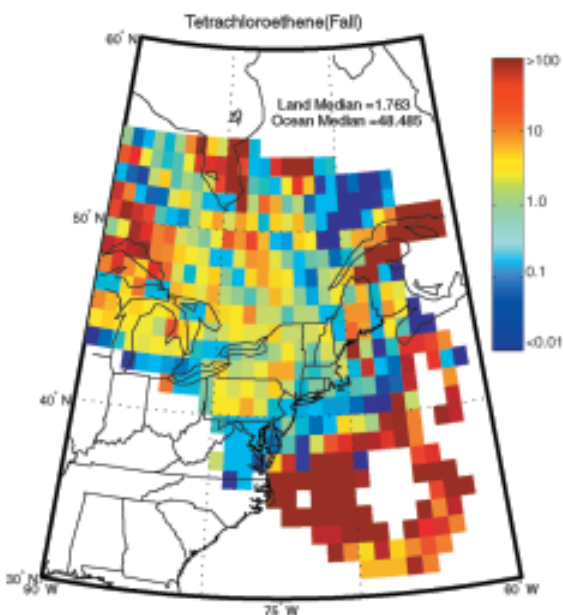 Tetrachloroethene(Fall)
60° N
>100
Land Median =1.763
Ocean Median =48.485
10
50° N
1.0
0.1
<0.01
40° N
30° N
90° W
60° W
75° W